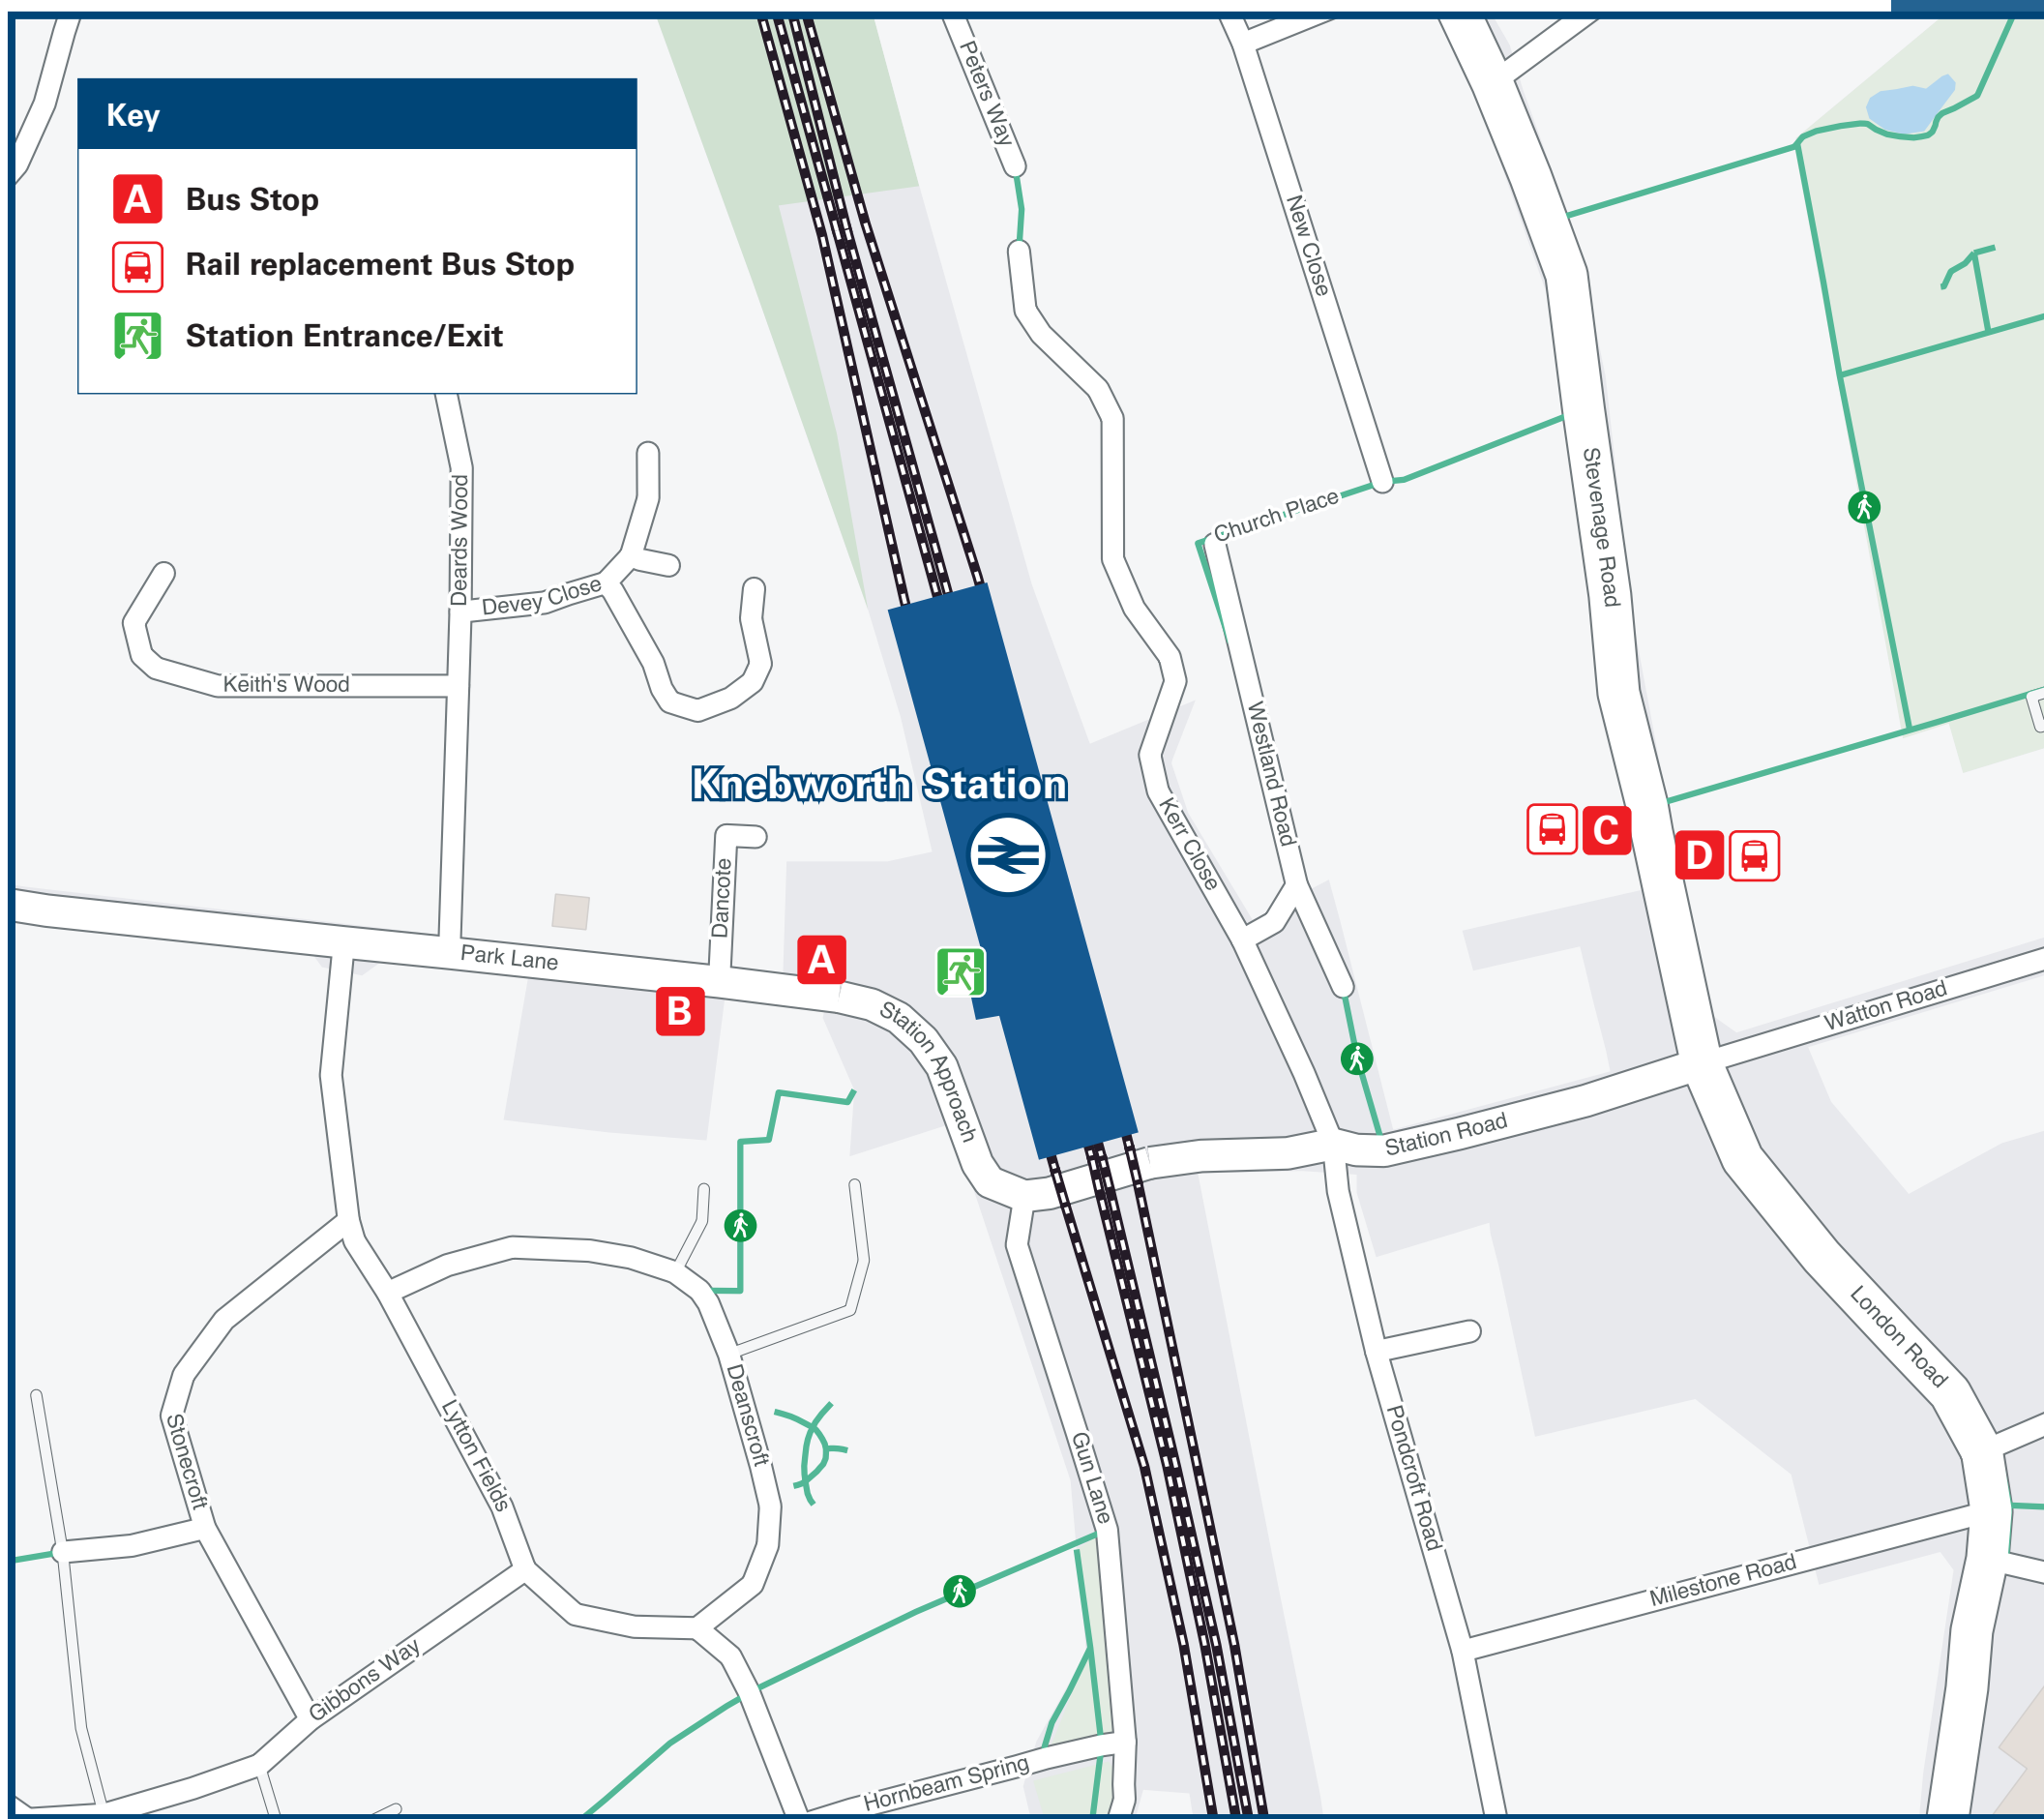 Key
A Bus Stop
Rail replacement Bus Stop
Station Entrance/Exit
Peters Way
New Close
Stevenage Road
Church Place
Deards Wood
Devey Close
Keith's Wood
Westland Road
Knebworth Station
Kerr Close
C
D
Dancote
Park Lane
A
B
Station Approach
Watton Road
Station Road
London Road
Deanscroft
Lytton Fields
Stonecroft
Gun Lane
Pondcroft Road
Milestone Road
Gibbons Way
Hornbeam Spring